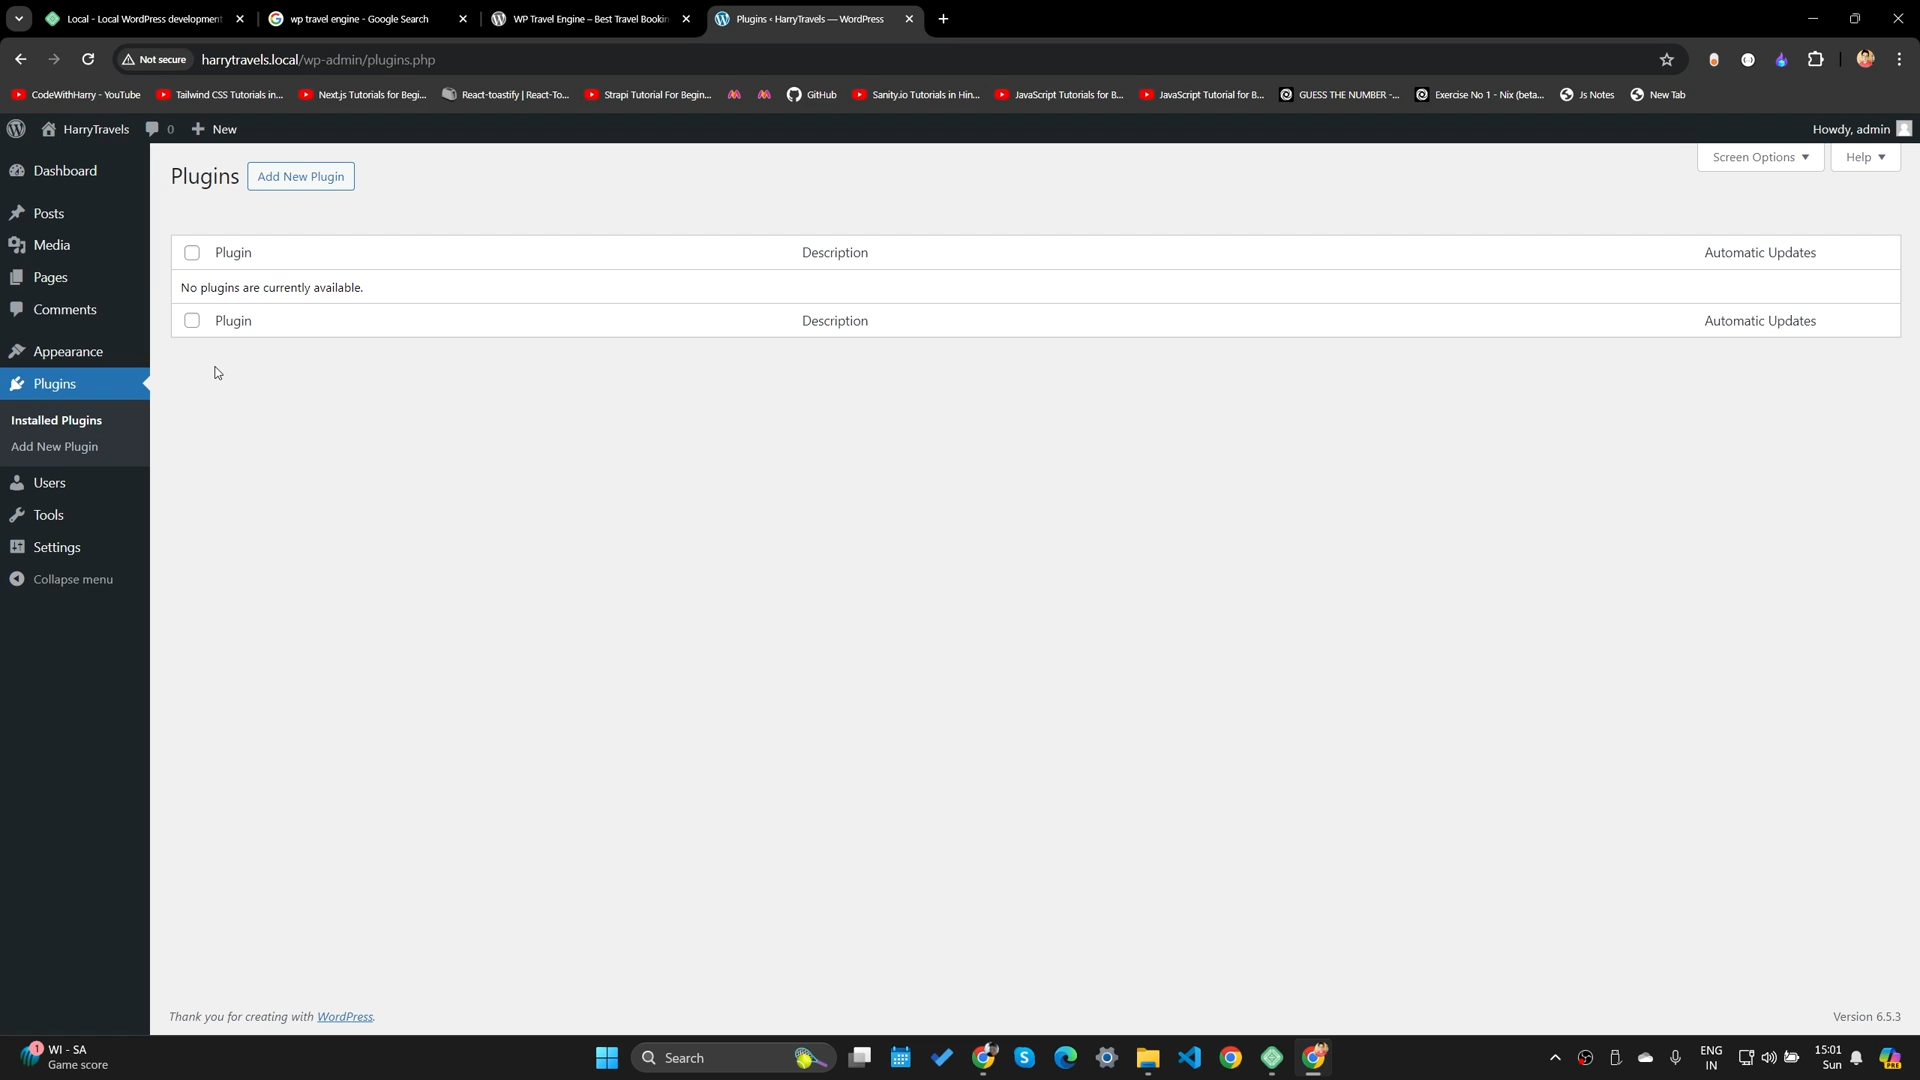 Local - Local WordPress development
wp travel engine - Google Search
WP Travel Engine – Best Travel Bookin
Plugins ‹ HarryTravels — WordPress
Not secure
harrytravels.local/wp-admin/plugins.php
CodeWithHarry - YouTube
Tailwind CSS Tutorials in...
Next.js Tutorials for Begi...
React-toastify | React-To...
Strapi Tutorial For Begin...
GitHub
Sanity.io Tutorials in Hin...
JavaScript Tutorials for B...
JavaScript Tutorial for B...
GUESS THE NUMBER -...
Exercise No 1 - Nix (beta...
Js Notes
New Tab
HarryTravels
0
New
Howdy, admin
Dashboard
Posts
Media
Pages
Comments
Appearance
Plugins
Installed Plugins
Add New Plugin
Users
Tools
Settings
Collapse menu
Screen Options
Help
Plugins
Add New Plugin
Plugin Description Automatic Updates
No plugins are currently available.
Plugin Description Automatic Updates
Thank you for creating with WordPress.
Version 6.5.3
1
WI - SA
Game score
Search
ENG
IN
15:01
Sun
PRE